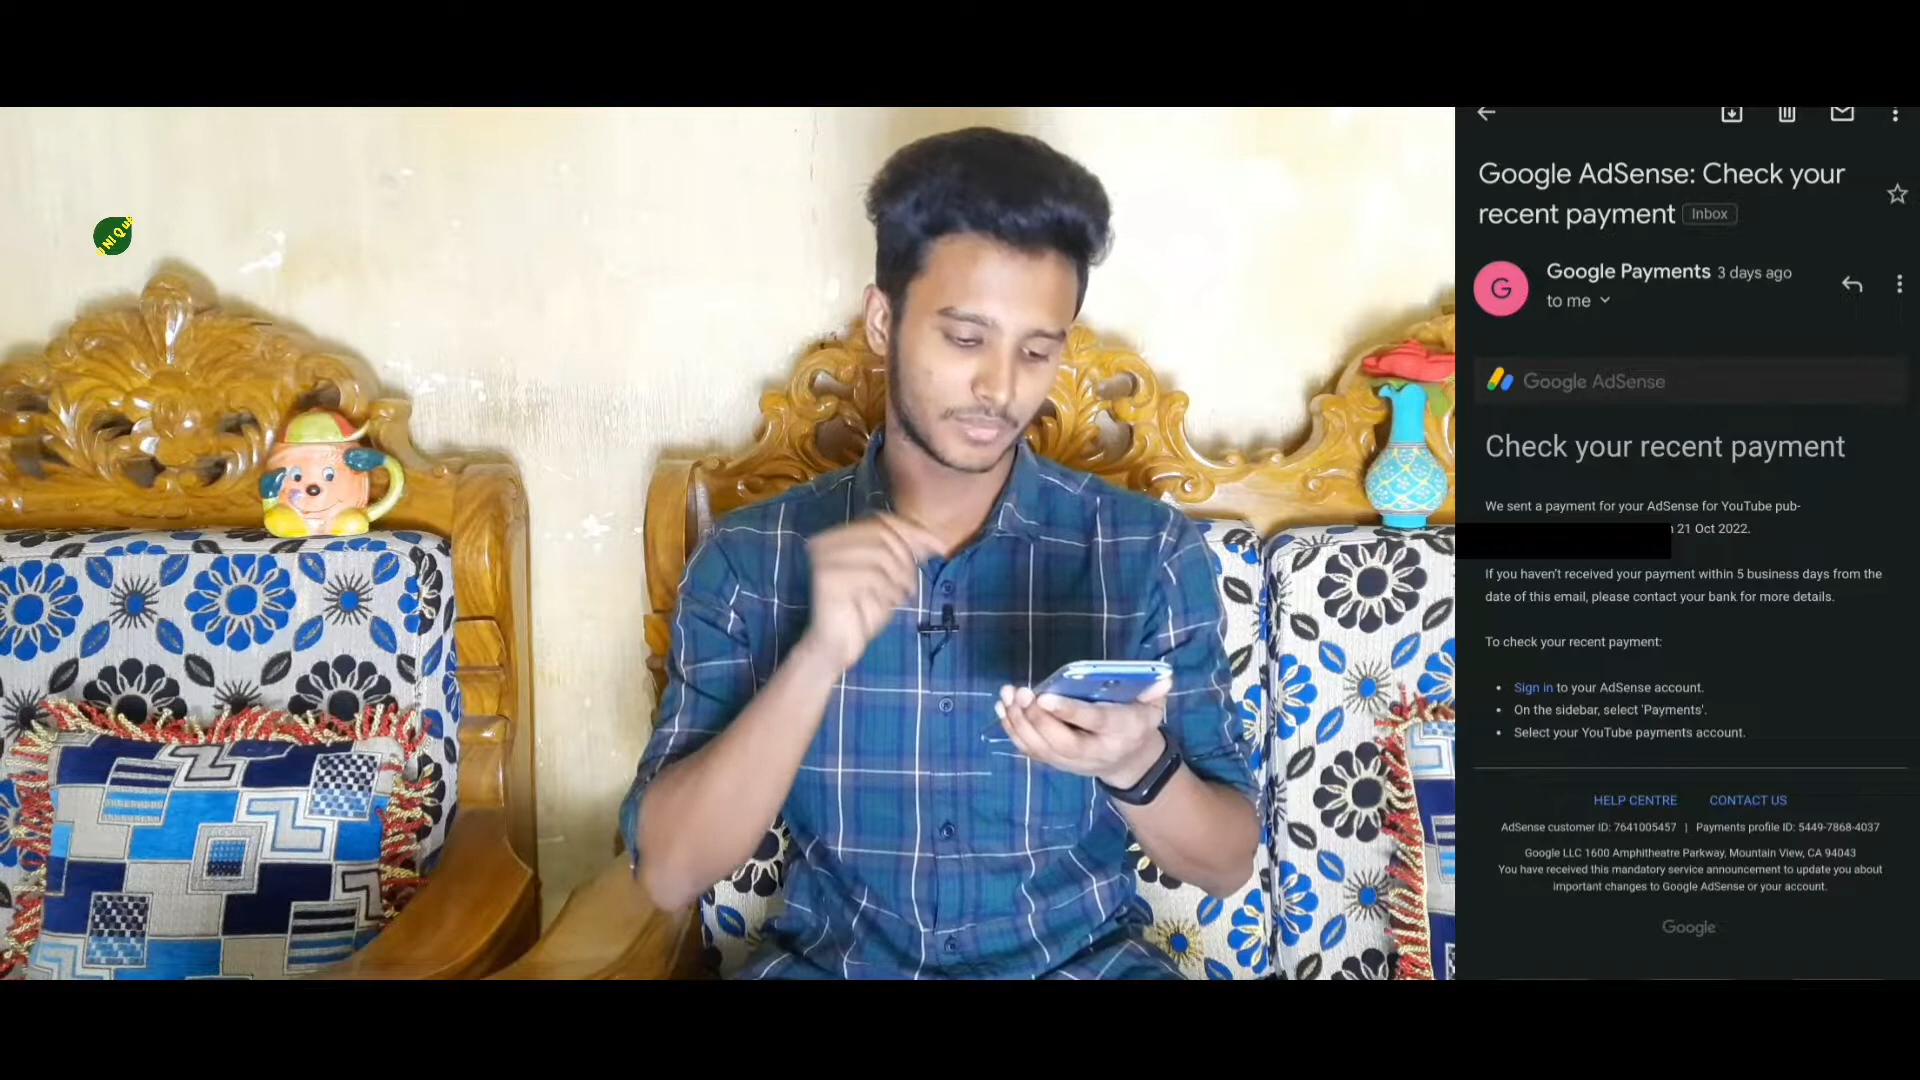 UNIQUE
Google AdSense: Check your
recent payment Inbox
Google Payments 3 days ago
to me
G
Google AdSense
Check your recent payment
We sent a payment for your AdSense for YouTube pub-
21 Oct 2022.
If you haven't received your payment within 5 business days from the
date of this email, please contact your bank for more details.
To check your recent payment:
• Sign in to your AdSense account.
• On the sidebar, select 'Payments'.
• Select your YouTube payments account.
HELP CENTRE CONTACT US
AdSense customer ID: 7641005457 | Payments profile ID: 5449-7868-4037
Google LLC 1600 Amphitheatre Parkway, Mountain View, CA 94043
You have received this mandatory service announcement to update you about
important changes to Google AdSense or your account.
Google